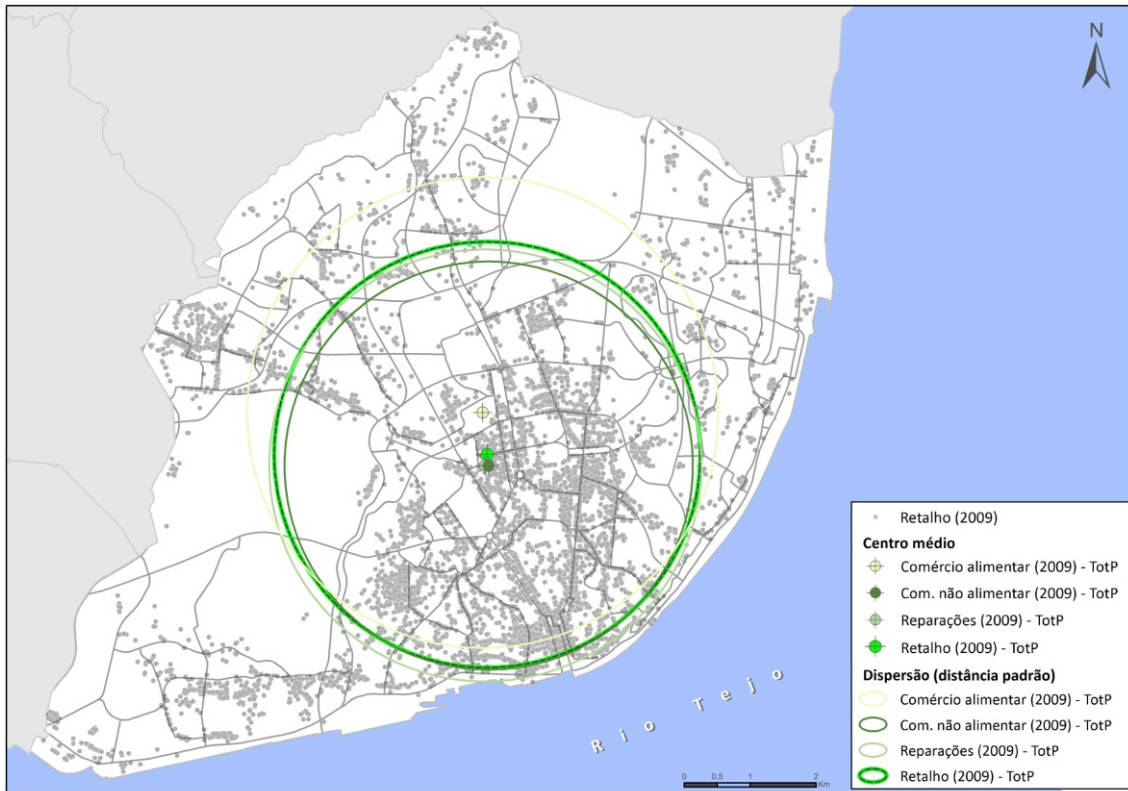 N
Retalho (2009)
Centro médio
Comércio alimentar (2009) - TotP
Com. não alimentar (2009) - TotP
Reparações (2009) - TotP
Retalho (2009) - TotP
Dispersão (distância padrão)
Comércio alimentar (2009) - TotP
Com. não alimentar (2009) - TotP
Reparações (2009) - TotP
Retalho (2009) - TotP
Rio Tejo
0 0,5 1 2
Km